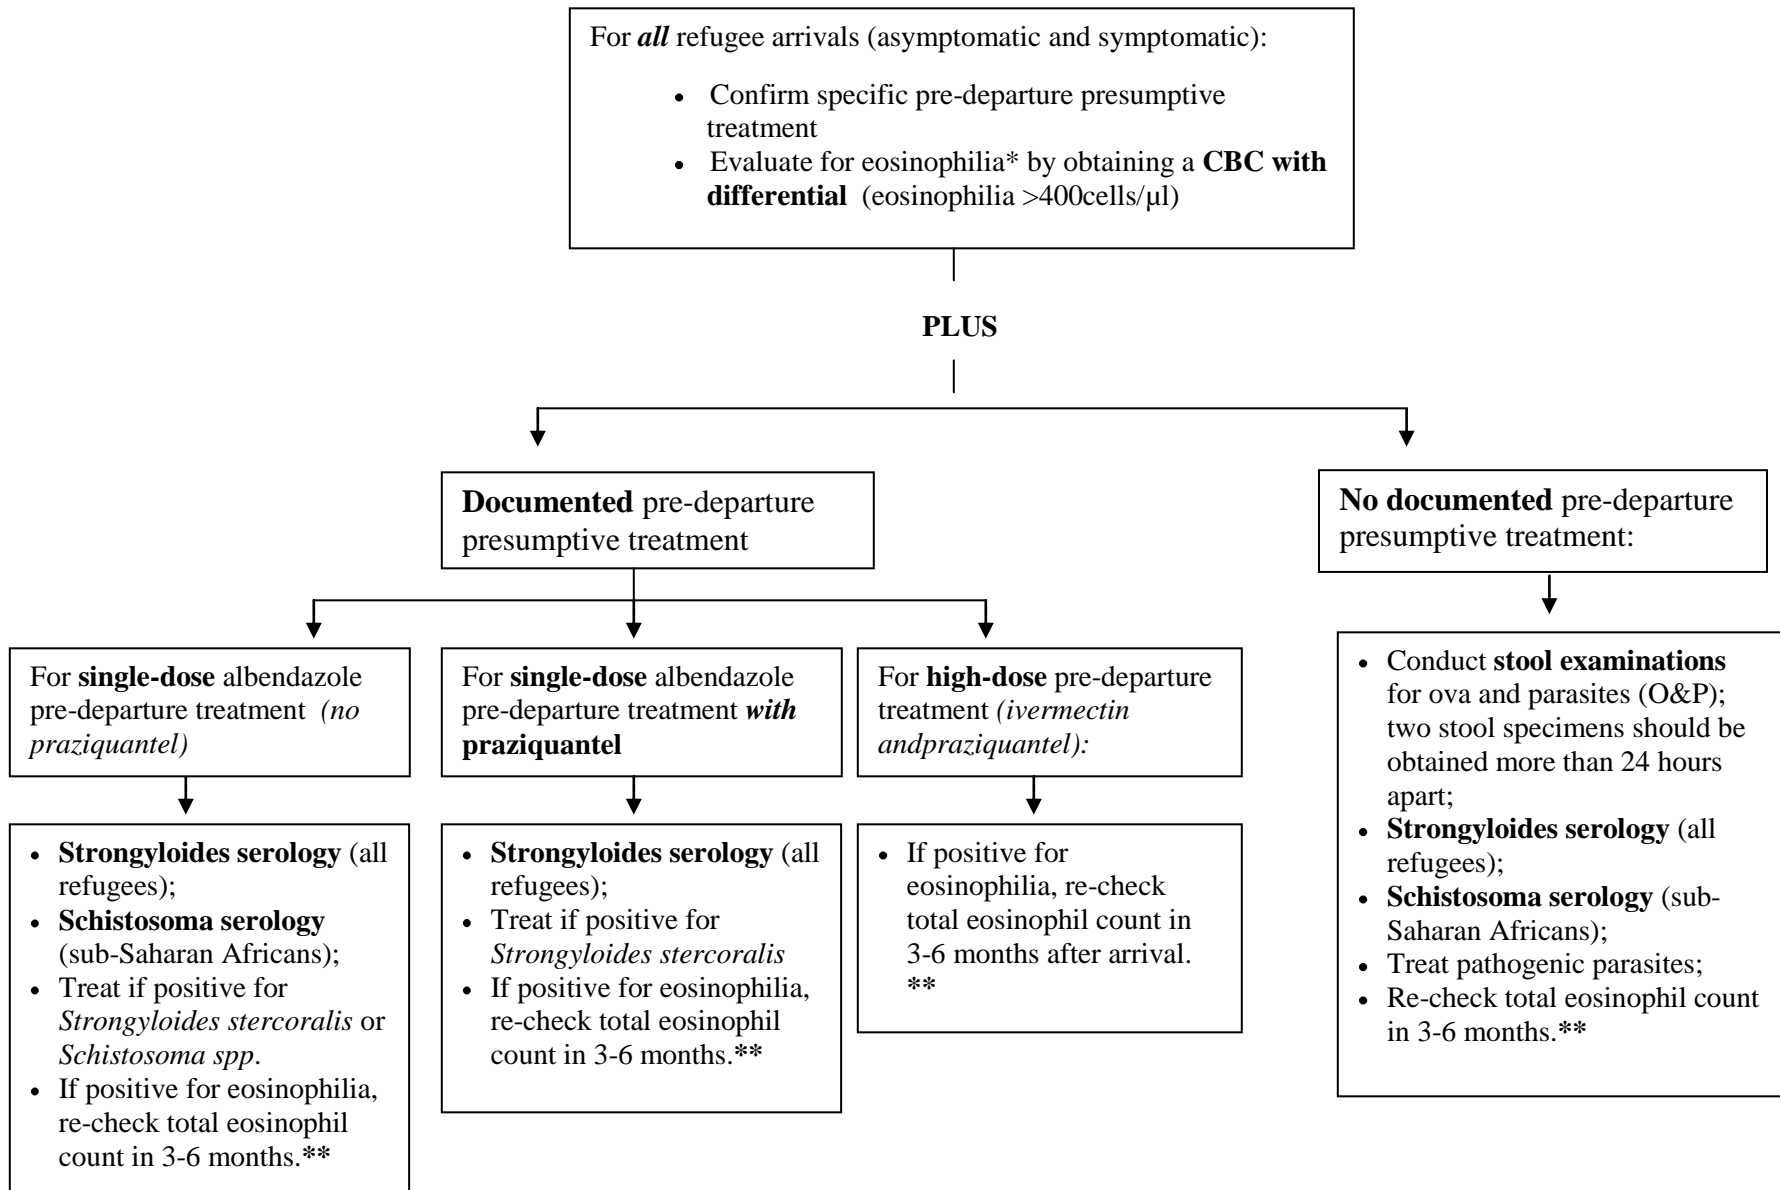 For all refugee arrivals (asymptomatic and symptomatic):
• Confirm specific pre-departure presumptive
treatment
• Evaluate for eosinophilia* by obtaining a CBC with
differential (eosinophilia >400cells/µl)
PLUS
Documented pre-departure
presumptive treatment
No documented pre-departure
presumptive treatment:
For single-dose albendazole
pre-departure treatment (no
praziquantel)
For single-dose albendazole
pre-departure treatment with
praziquantel
For high-dose pre-departure
treatment (ivermectin
andpraziquantel):
• Strongyloides serology (all
refugees);
• Schistosoma serology
(sub-Saharan Africans);
• Treat if positive for
Strongyloides stercoralis or
Schistosoma spp.
• If positive for eosinophilia,
re-check total eosinophil
count in 3-6 months.**
• Strongyloides serology (all
refugees);
• Treat if positive for
Strongyloides stercoralis
• If positive for eosinophilia,
re-check total eosinophil
count in 3-6 months.**
• If positive for
eosinophilia, re-check
total eosinophil count in
3-6 months after arrival.
**
• Conduct stool examinations
for ova and parasites (O&P);
two stool specimens should be
obtained more than 24 hours
apart;
• Strongyloides serology (all
refugees);
• Schistosoma serology (sub-
Saharan Africans);
• Treat pathogenic parasites;
• Re-check total eosinophil count
in 3-6 months.**